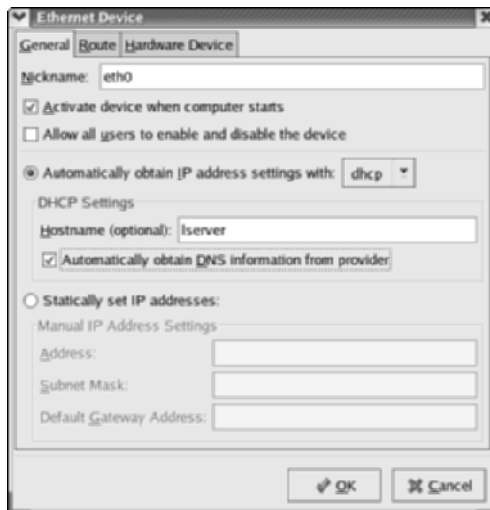 Ethernet Device
General Route Hardware Device
Nickname: eth0
Activate device when computer starts
Allow all users to enable and disable the device
Automatically obtain IP address settings with: dhcp
DHCP Settings
Hostname (optional): lserver
Automatically obtain DNS information from provider
Statically set IP addresses:
Manual IP Address Settings
Address:
Subnet Mask:
Default Gateway Address:
OK Cancel